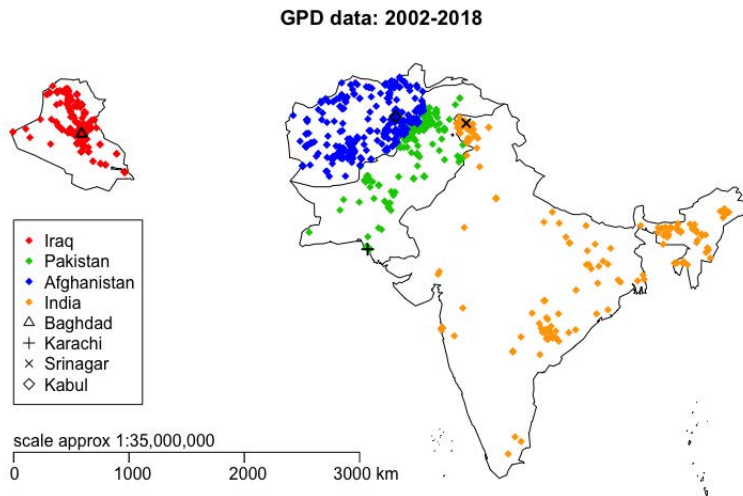 GPD data: 2002-2018
Iraq
Pakistan
Afghanistan
India
Baghdad
Karachi
Srinagar
Kabul
scale approx 1:35,000,000
0 1000 2000 3000 km